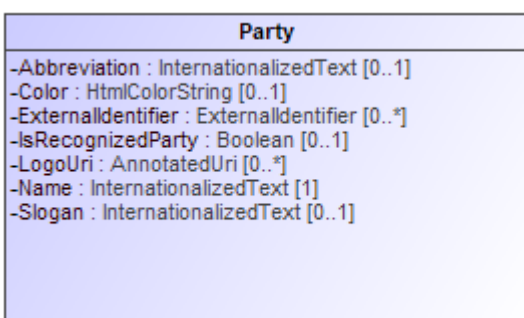 Party
-Abbreviation : InternationalizedText [0..1]
-Color : HtmlColorString [0..1]
-ExternalIdentifier : ExternalIdentifier [0..*]
-IsRecognizedParty : Boolean [0..1]
-LogoUri : AnnotatedUri [0..*]
-Name : InternationalizedText [1]
-Slogan : InternationalizedText [0..1]